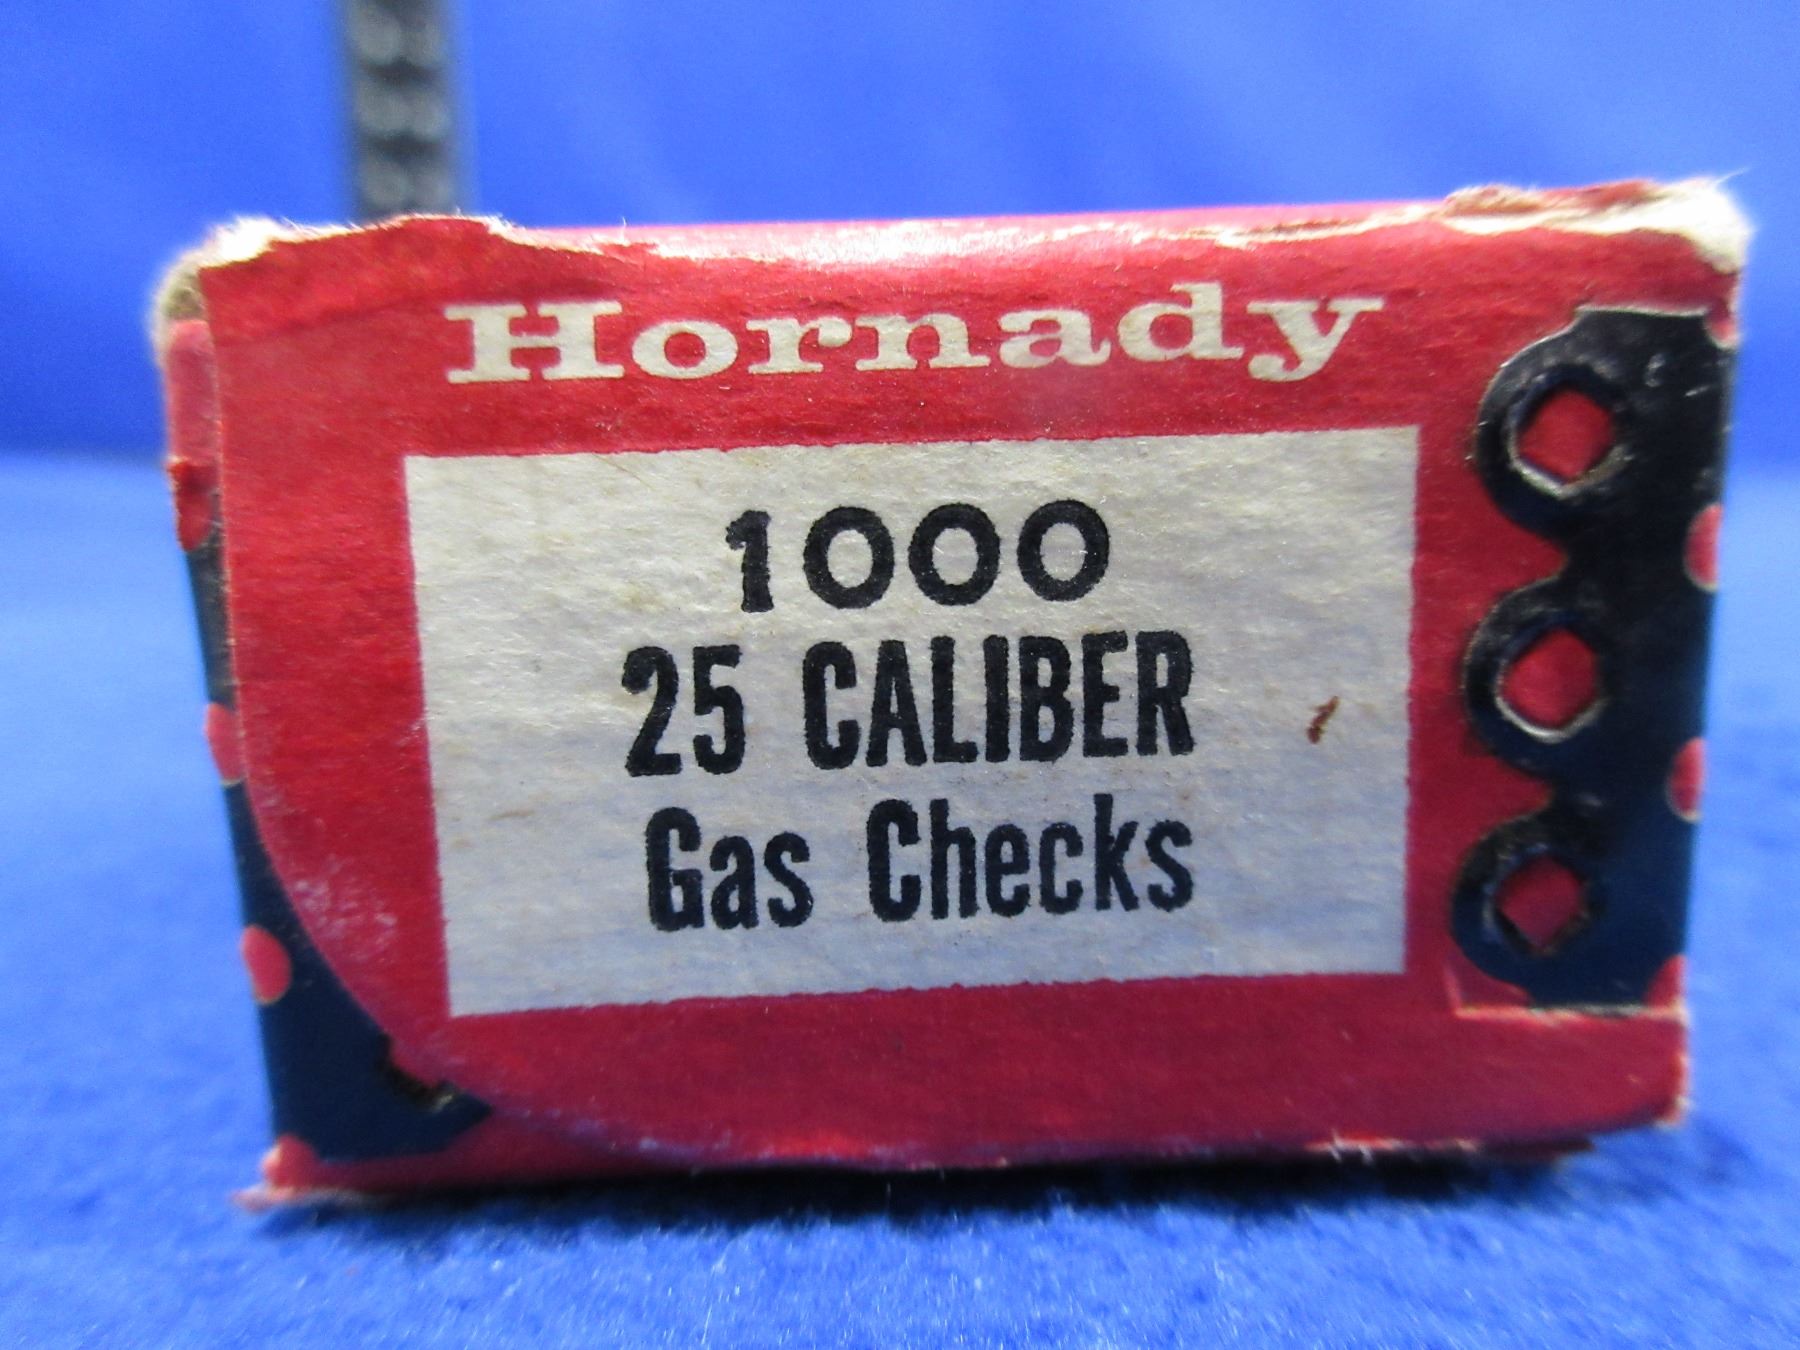 Hornady
1000
25 CALIBER
Gas Checks